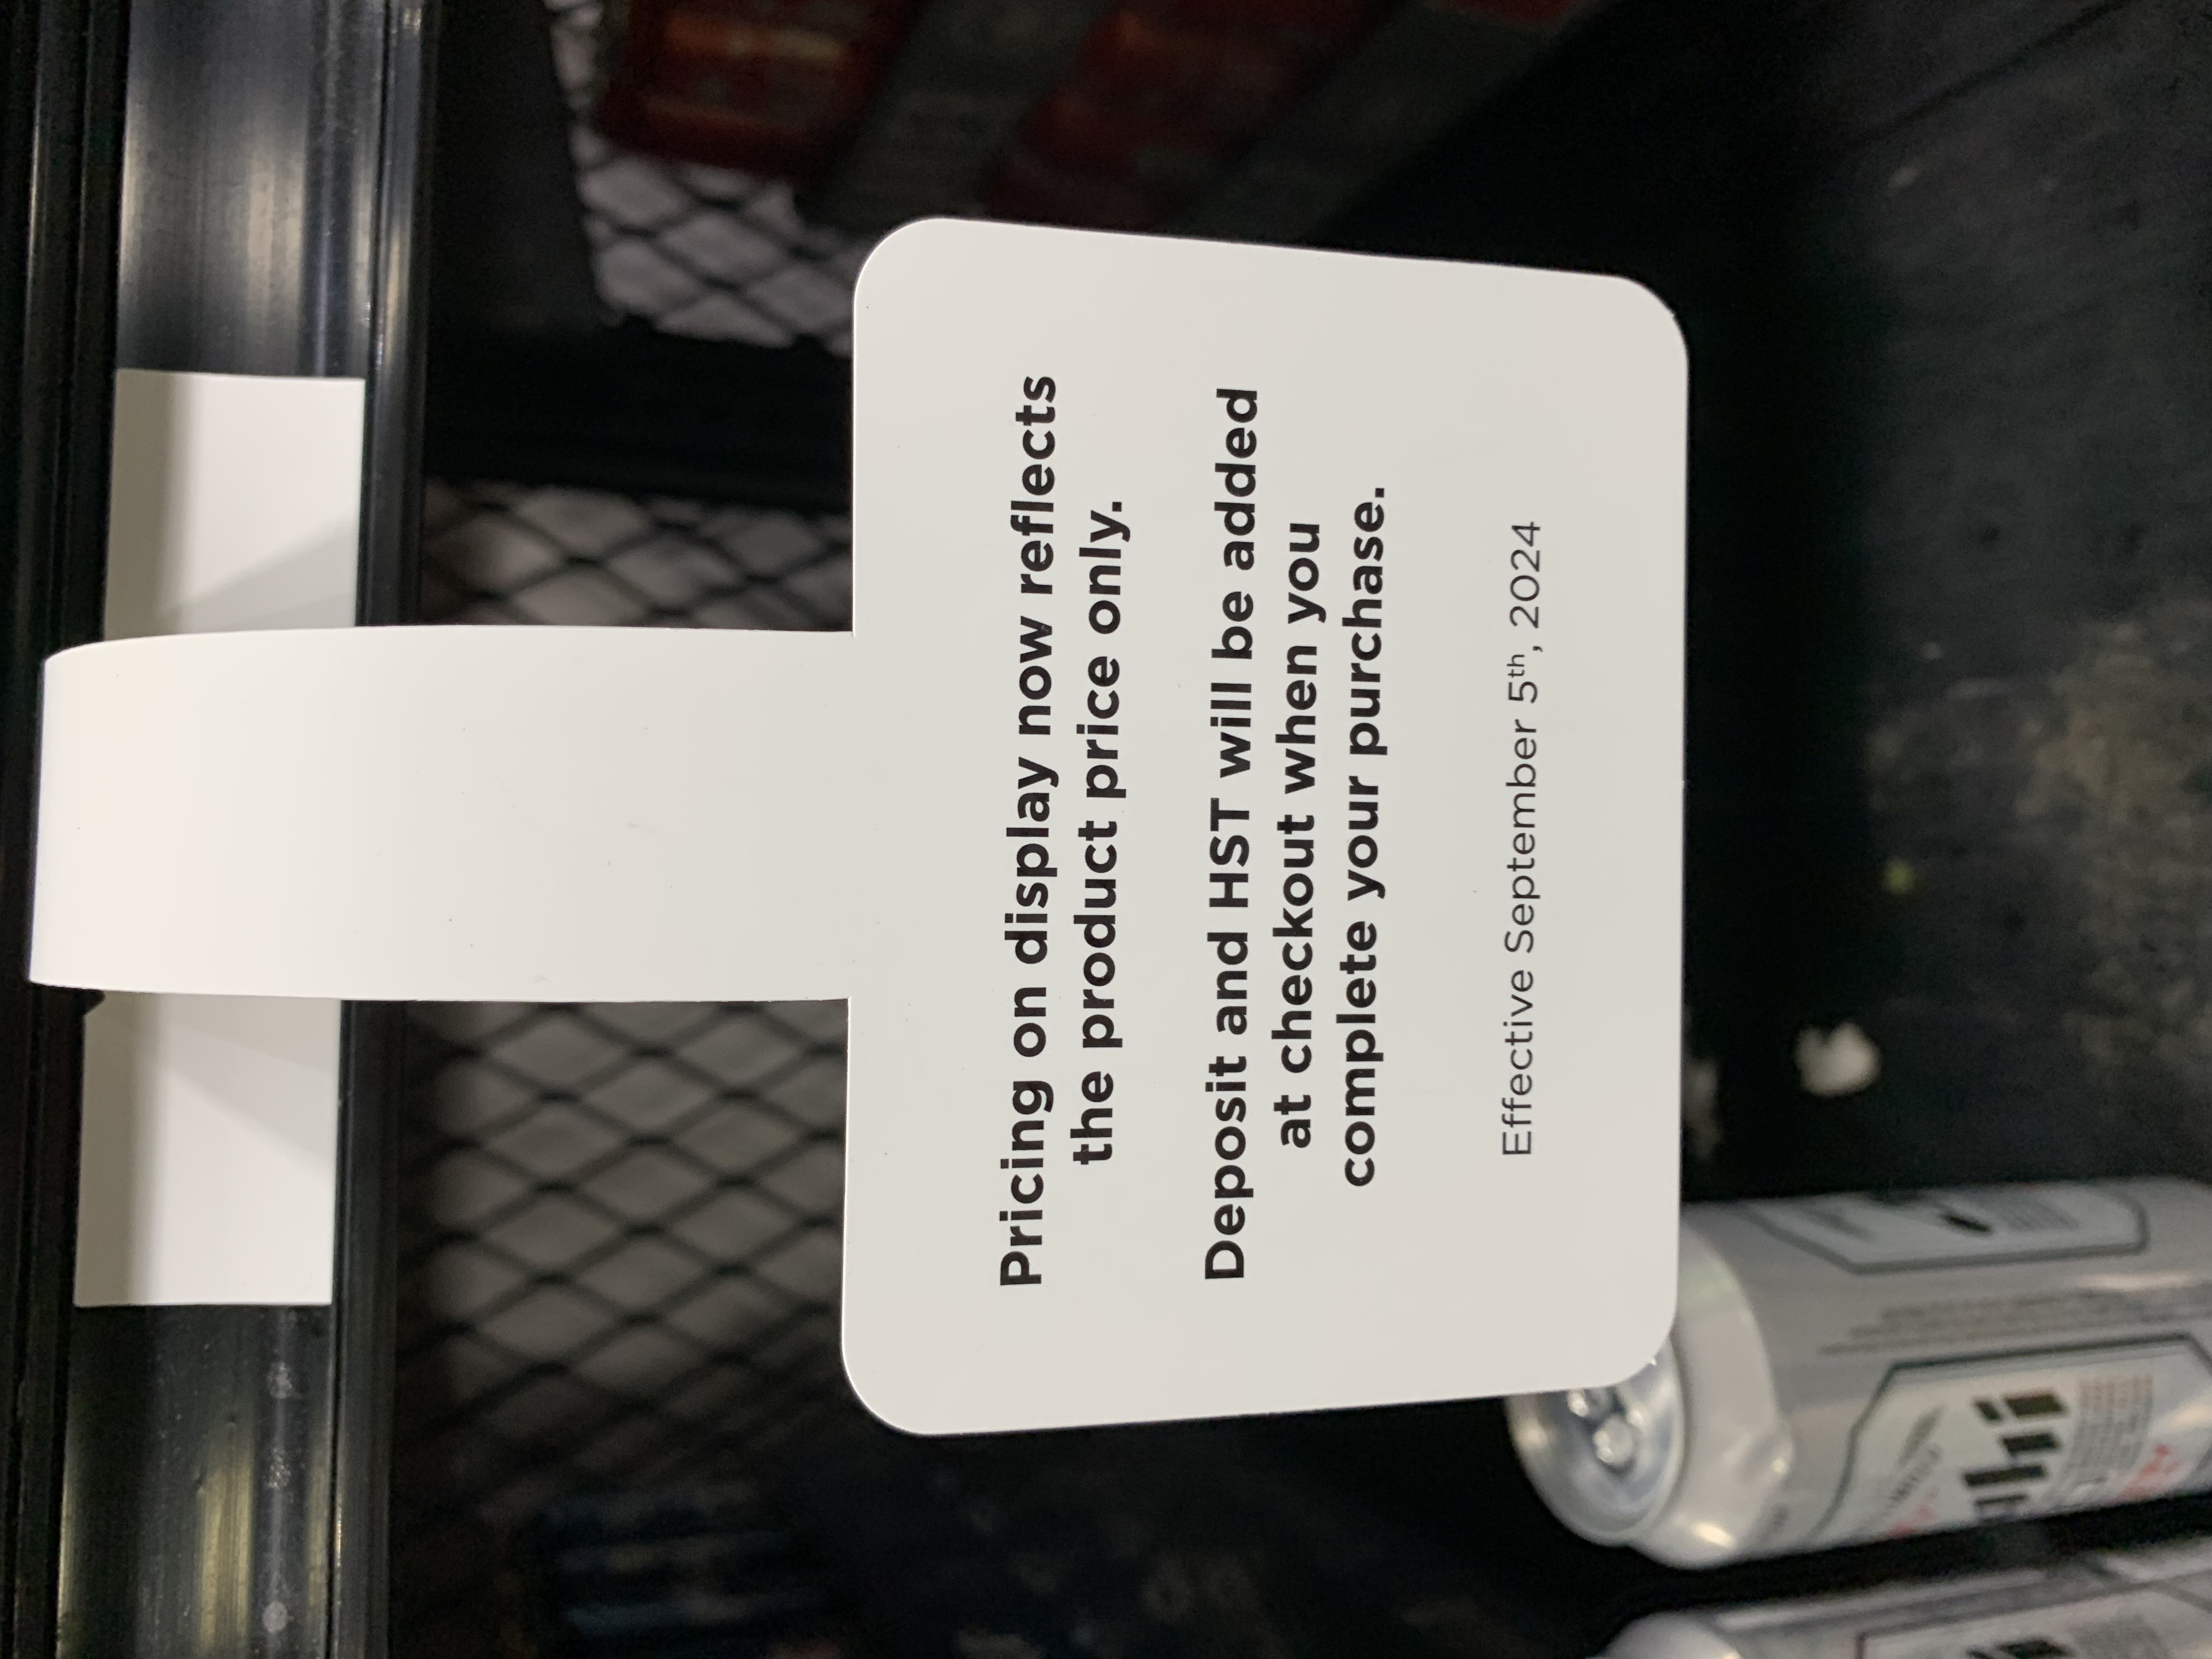 Pricing on display now reflects
the product price only.
Deposit and HST will be added
at checkout when you
complete your purchase.
Effective September 5th, 2024